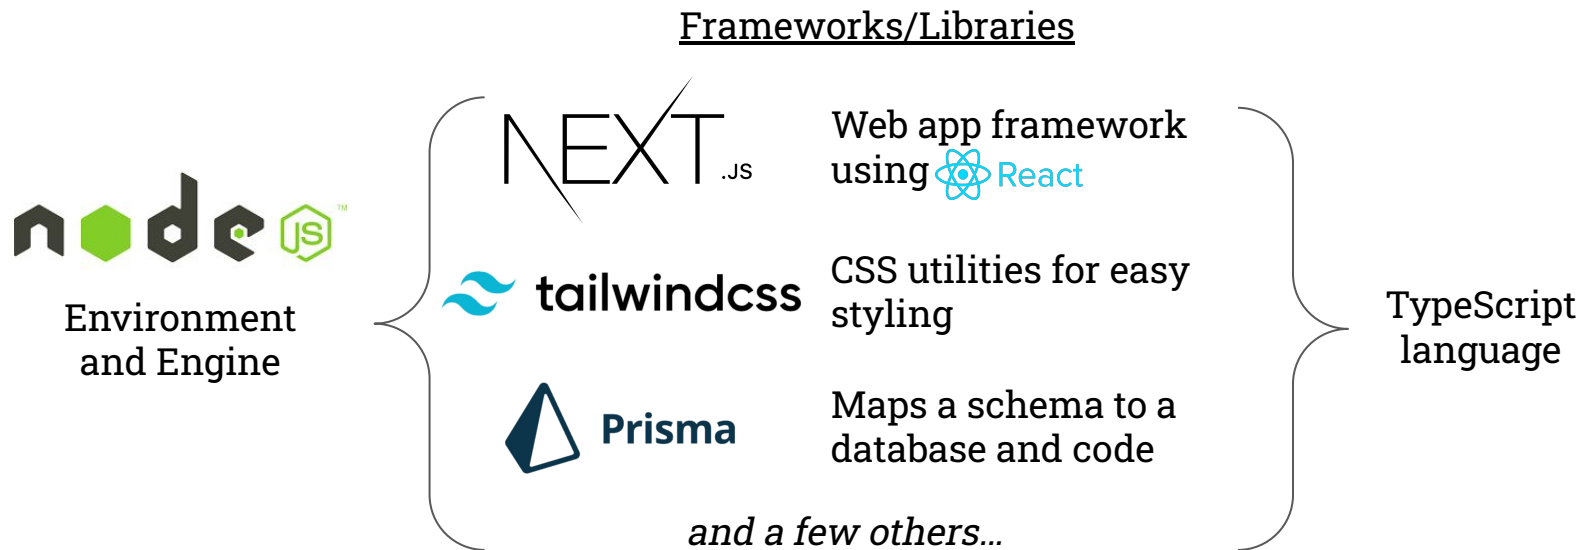 Frameworks/Libraries
NEXT.JS
Web app framework
using React
node JS ™
Environment
and Engine
tailwindcss
CSS utilities for easy
styling
Prisma
Maps a schema to a
database and code
and a few others…
TypeScript
language